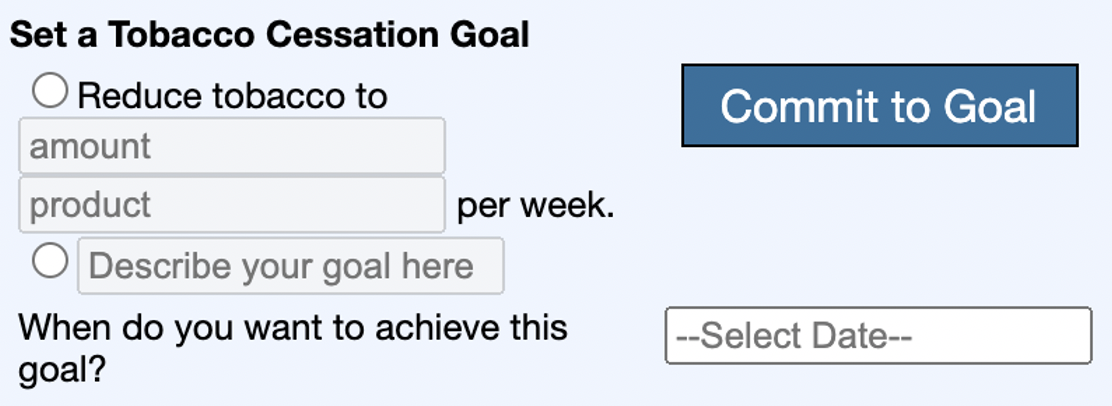 Set a Tobacco Cessation Goal
Reduce tobacco to
Commit to Goal
amount
product
per week.
Describe your goal here
When do you want to achieve this
goal?
--Select Date--